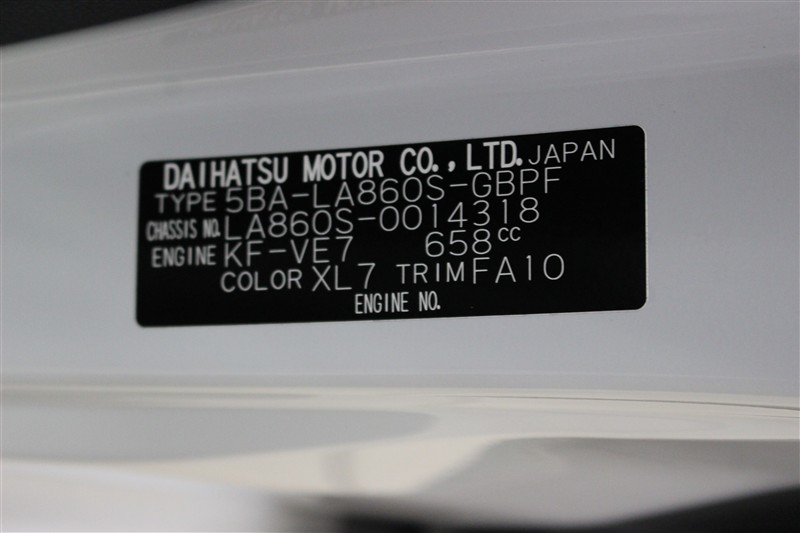 DAIHATSU MOTOR CO., LTD. JAPAN
TYPE 5BA-LA860S-GBPF
CHASSIS NO. LA860S-0014318
ENGINE KF-VE7 658cc
COLOR XL7 TRIM FA10
ENGINE NO.